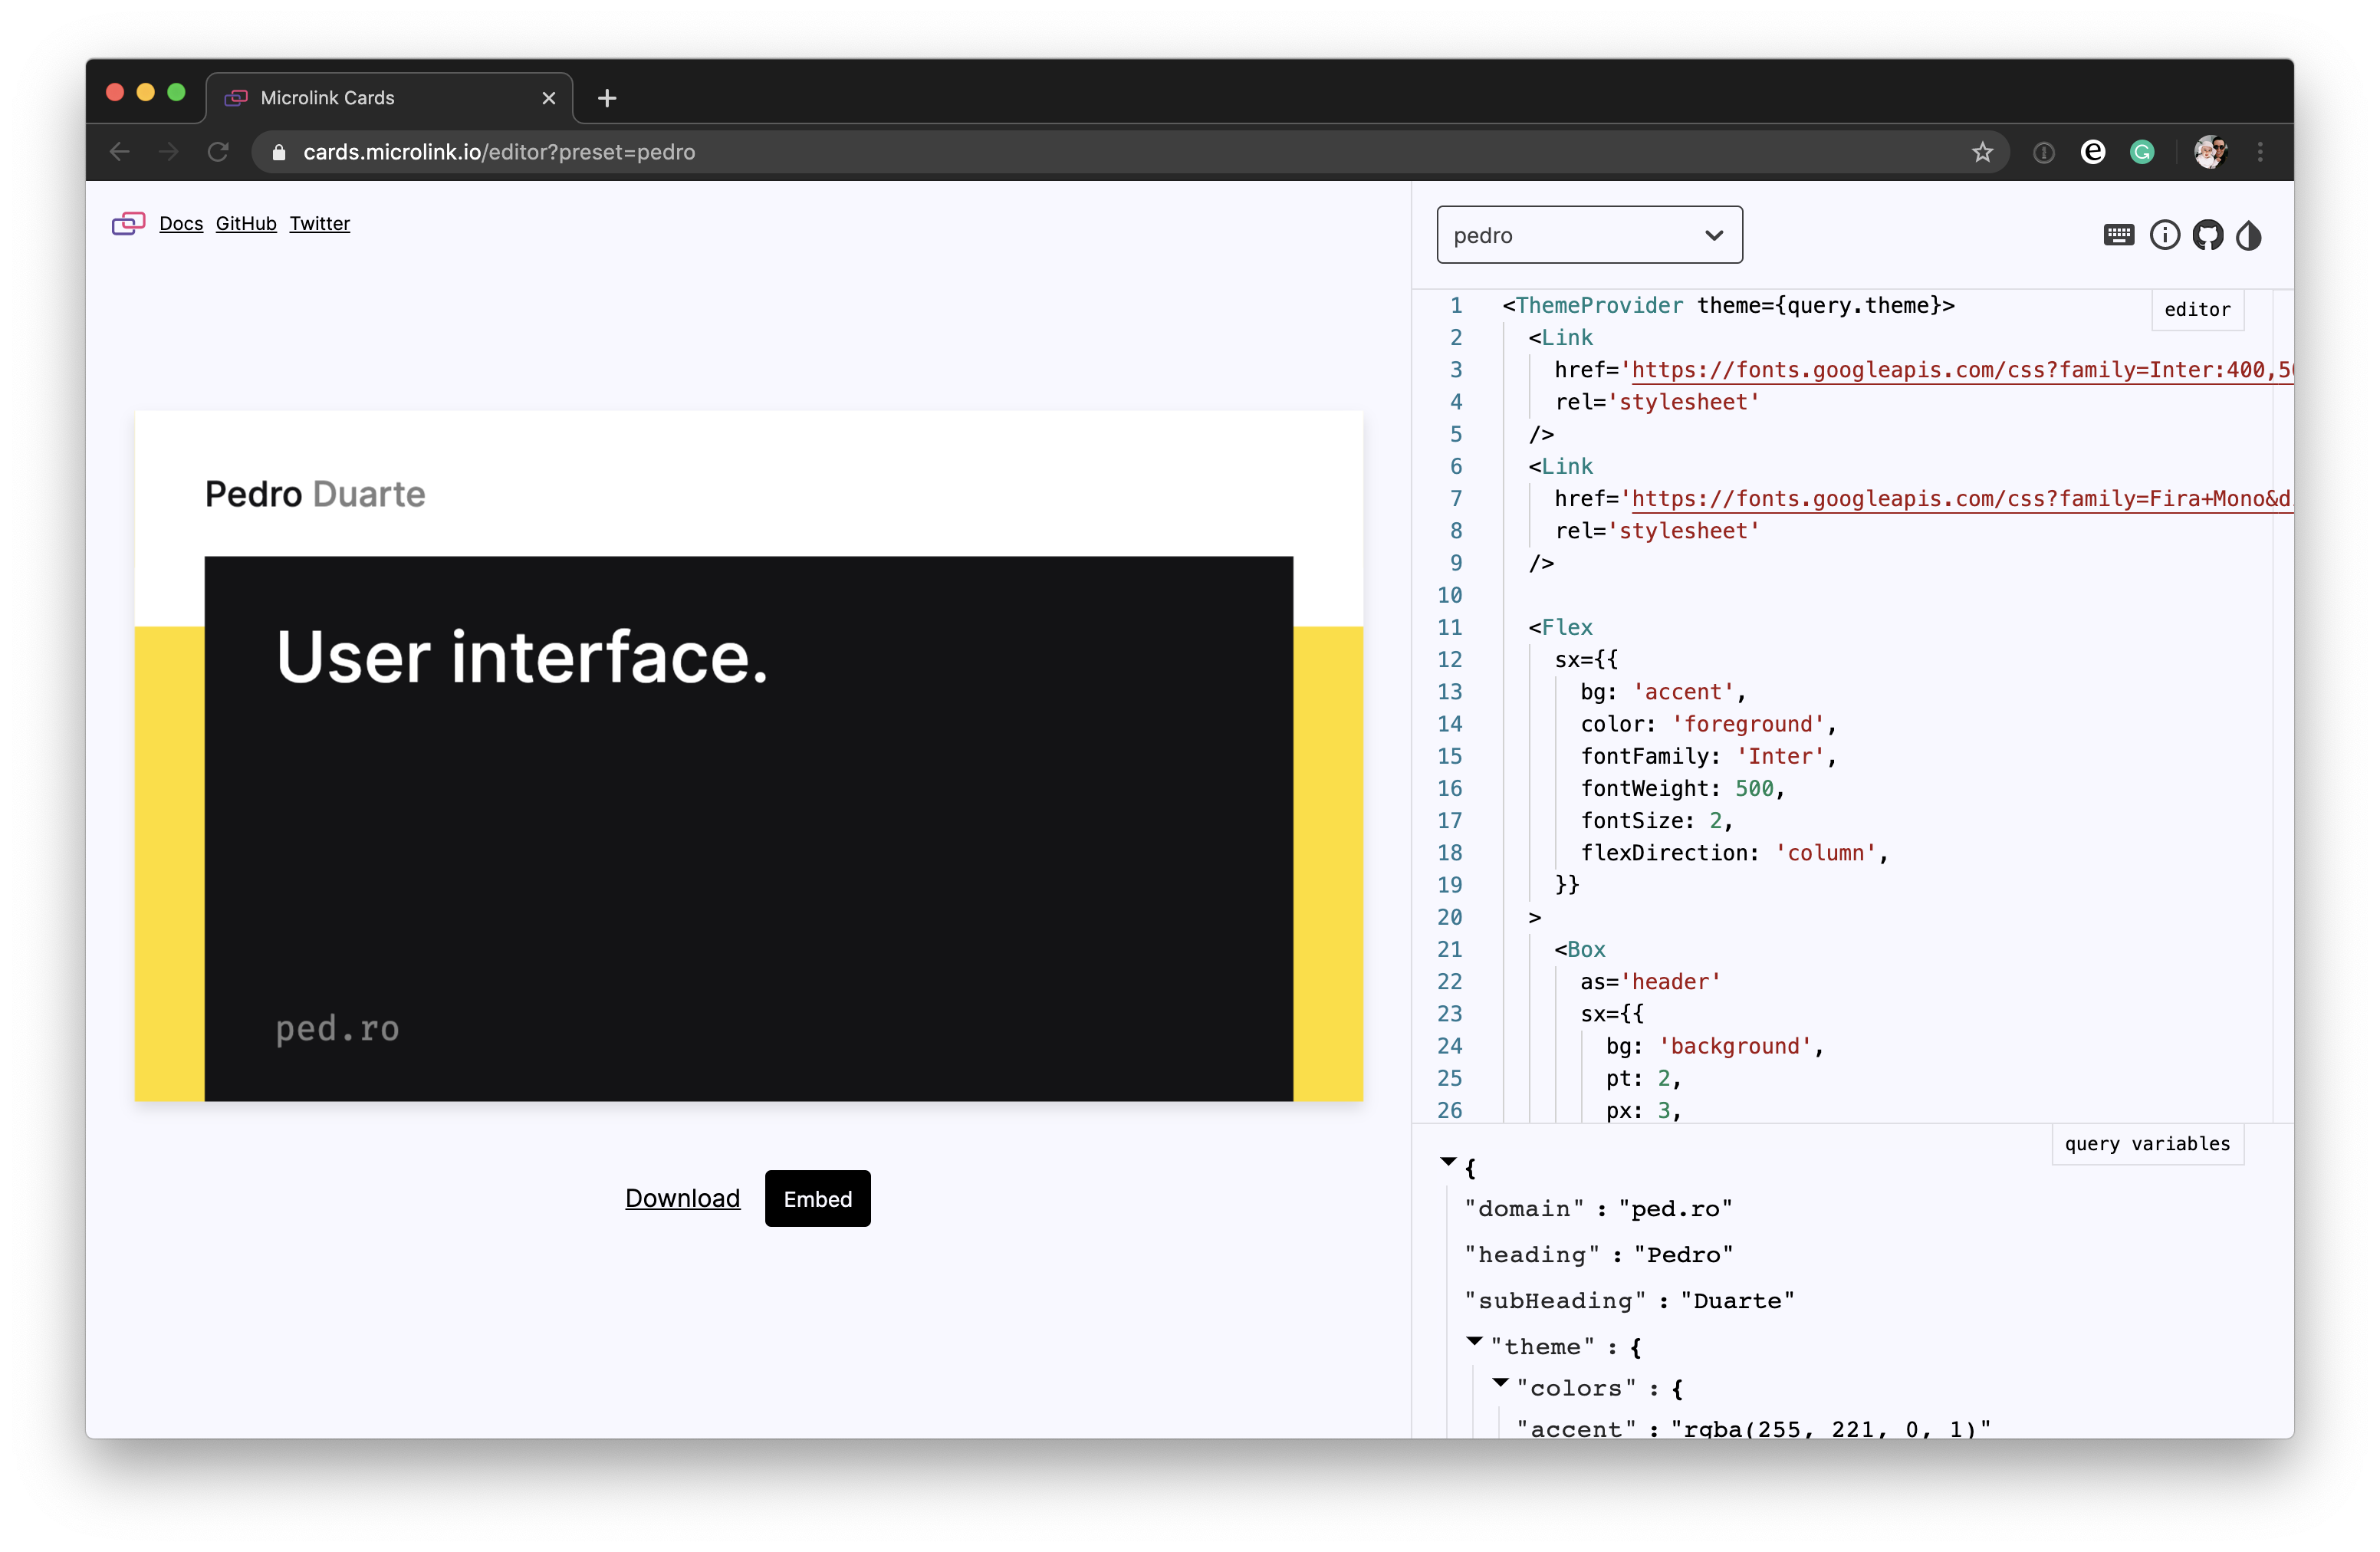 Microlink Cards
cards.microlink.io/editor?preset=pedro
Docs GitHub Twitter
Pedro Duarte
User interface.
ped.ro
Download Embed
pedro
editor
1 <ThemeProvider theme={query.theme}>
2 <Link
3 href='https://fonts.googleapis.com/css?family=Inter:400,5
4 rel='stylesheet'
5 />
6 <Link
7 href='https://fonts.googleapis.com/css?family=Fira+Mono&d
8 rel='stylesheet'
9 />
10
11 <Flex
12 sx={{
13 bg: 'accent',
14 color: 'foreground',
15 fontFamily: 'Inter',
16 fontWeight: 500,
17 fontSize: 2,
18 flexDirection: 'column',
19 }}
20 >
21 <Box
22 as='header'
23 sx={{
24 bg: 'background',
25 pt: 2,
26 px: 3,
query variables
{
"domain" : "ped.ro"
"heading" : "Pedro"
"subHeading" : "Duarte"
"theme" : {
"colors" : {
"accent" : "rgba(255, 221, 0, 1)"